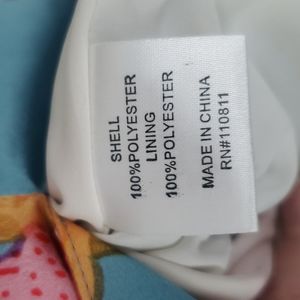 SHELL
100%POLYESTER
LINING
100%POLYESTER
MADE IN CHINA
RN#110811